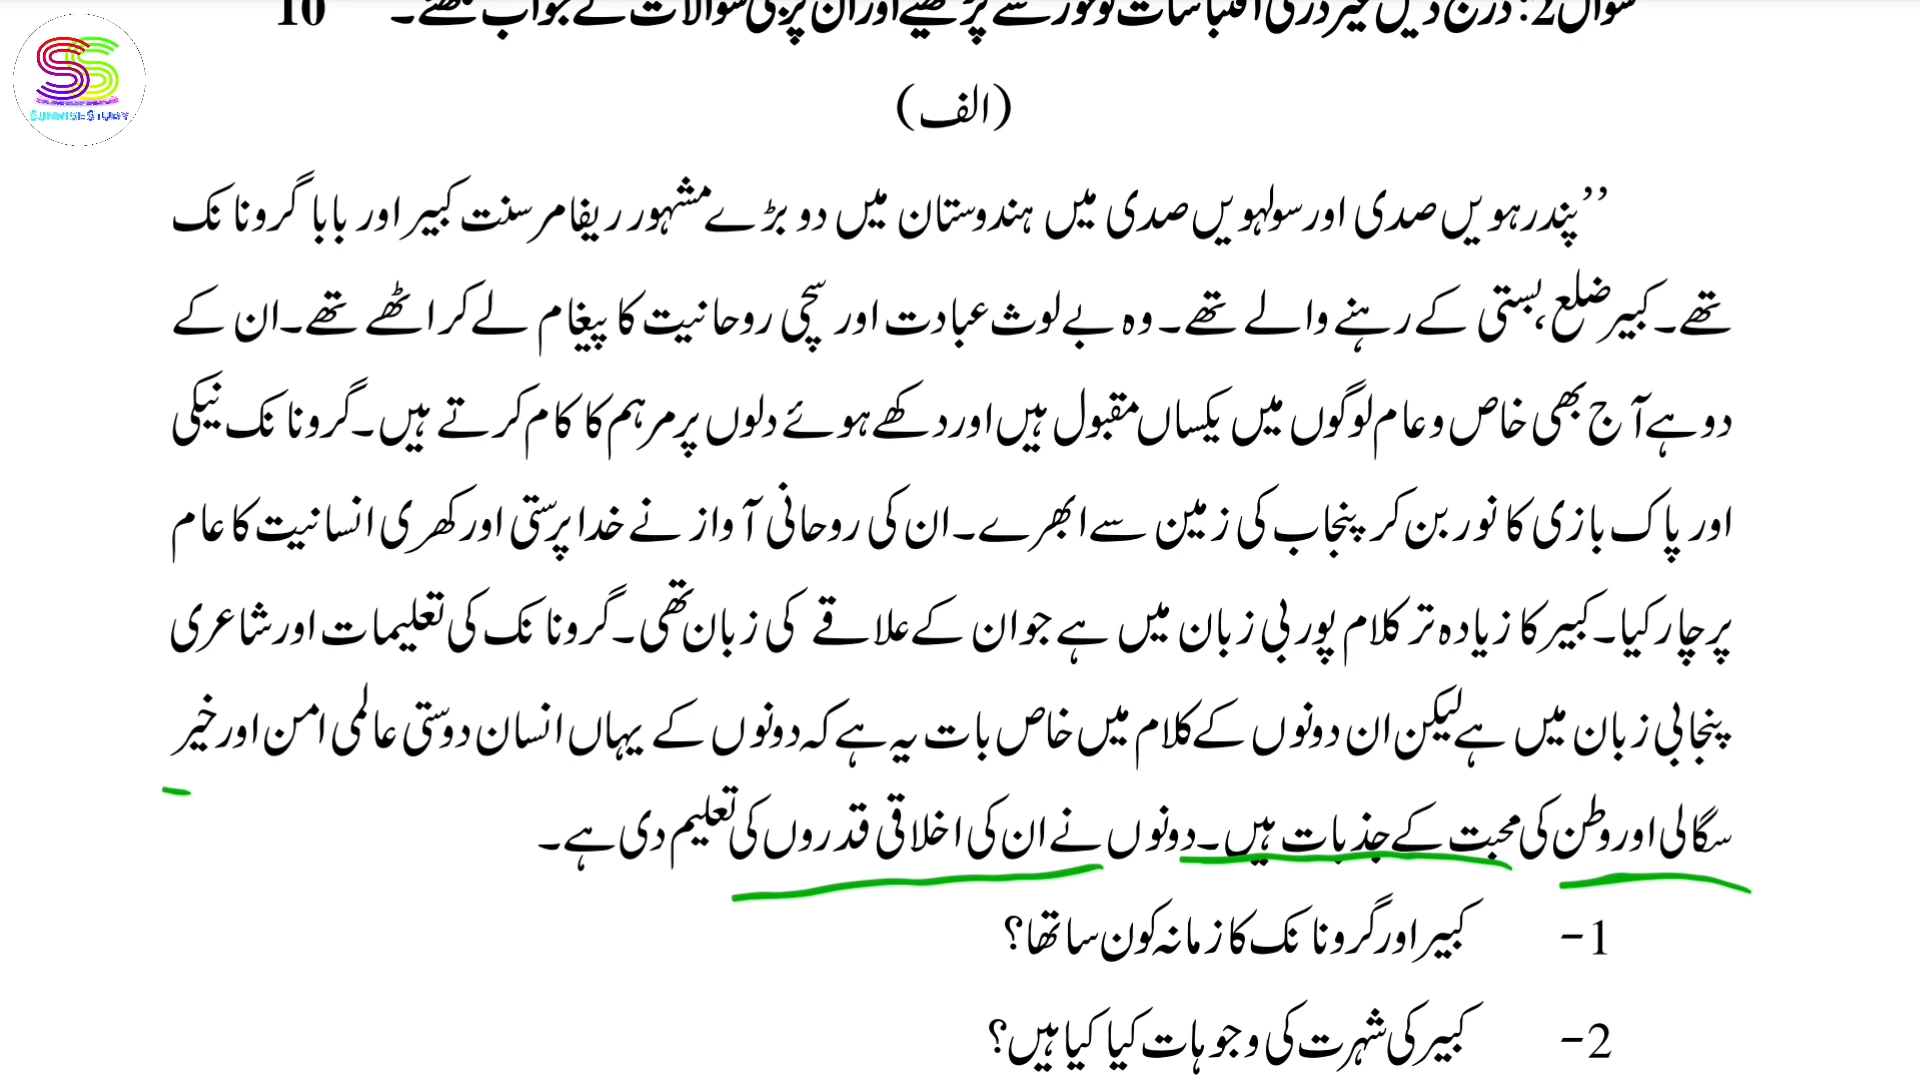 سوال 2: درج ذیل غیر درسی اقتباسات کو غور سے پڑھیے اور ان پر مبنی سوالات کے جواب لکھئے۔ 10
SUNRISE STUDY
(الف)
’’پندرہویں صدی اور سولہویں صدی میں ہندوستان میں دو بڑے مشہور ریفامر سنت کبیر اور بابا گرونانک
تھے۔ کبیر ضلع، بستی کے رہنے والے تھے۔ وہ بے لوث عبادت اور سچی روحانیت کا پیغام لے کر اٹھے تھے۔ ان کے
دوہے آج بھی خاص و عام لوگوں میں یکساں مقبول ہیں اور دکھے ہوئے دلوں پر مرہم کا کام کرتے ہیں۔ گرونانک نیکی
اور پاک بازی کا نور بن کر پنجاب کی زمین سے ابھرے۔ ان کی روحانی آواز نے خدا پرستی اور کھری انسانیت کا عام
پرچار کیا۔ کبیر کا زیادہ تر کلام پوربی زبان میں ہے جو ان کے علاقے کی زبان تھی۔ گرونانک کی تعلیمات اور شاعری
پنجابی زبان میں ہے لیکن ان دونوں کے کلام میں خاص بات یہ ہے کہ دونوں کے یہاں انسان دوستی عالمی امن اور خیر
سگالی اور وطن کی محبت کے جذبات ہیں۔ دونوں نے ان کی اخلاقی قدروں کی تعلیم دی ہے۔
1- کبیر اور گرونانک کا زمانہ کون سا تھا؟
2- کبیر کی شہرت کی وجوہات کیا کیا ہیں؟